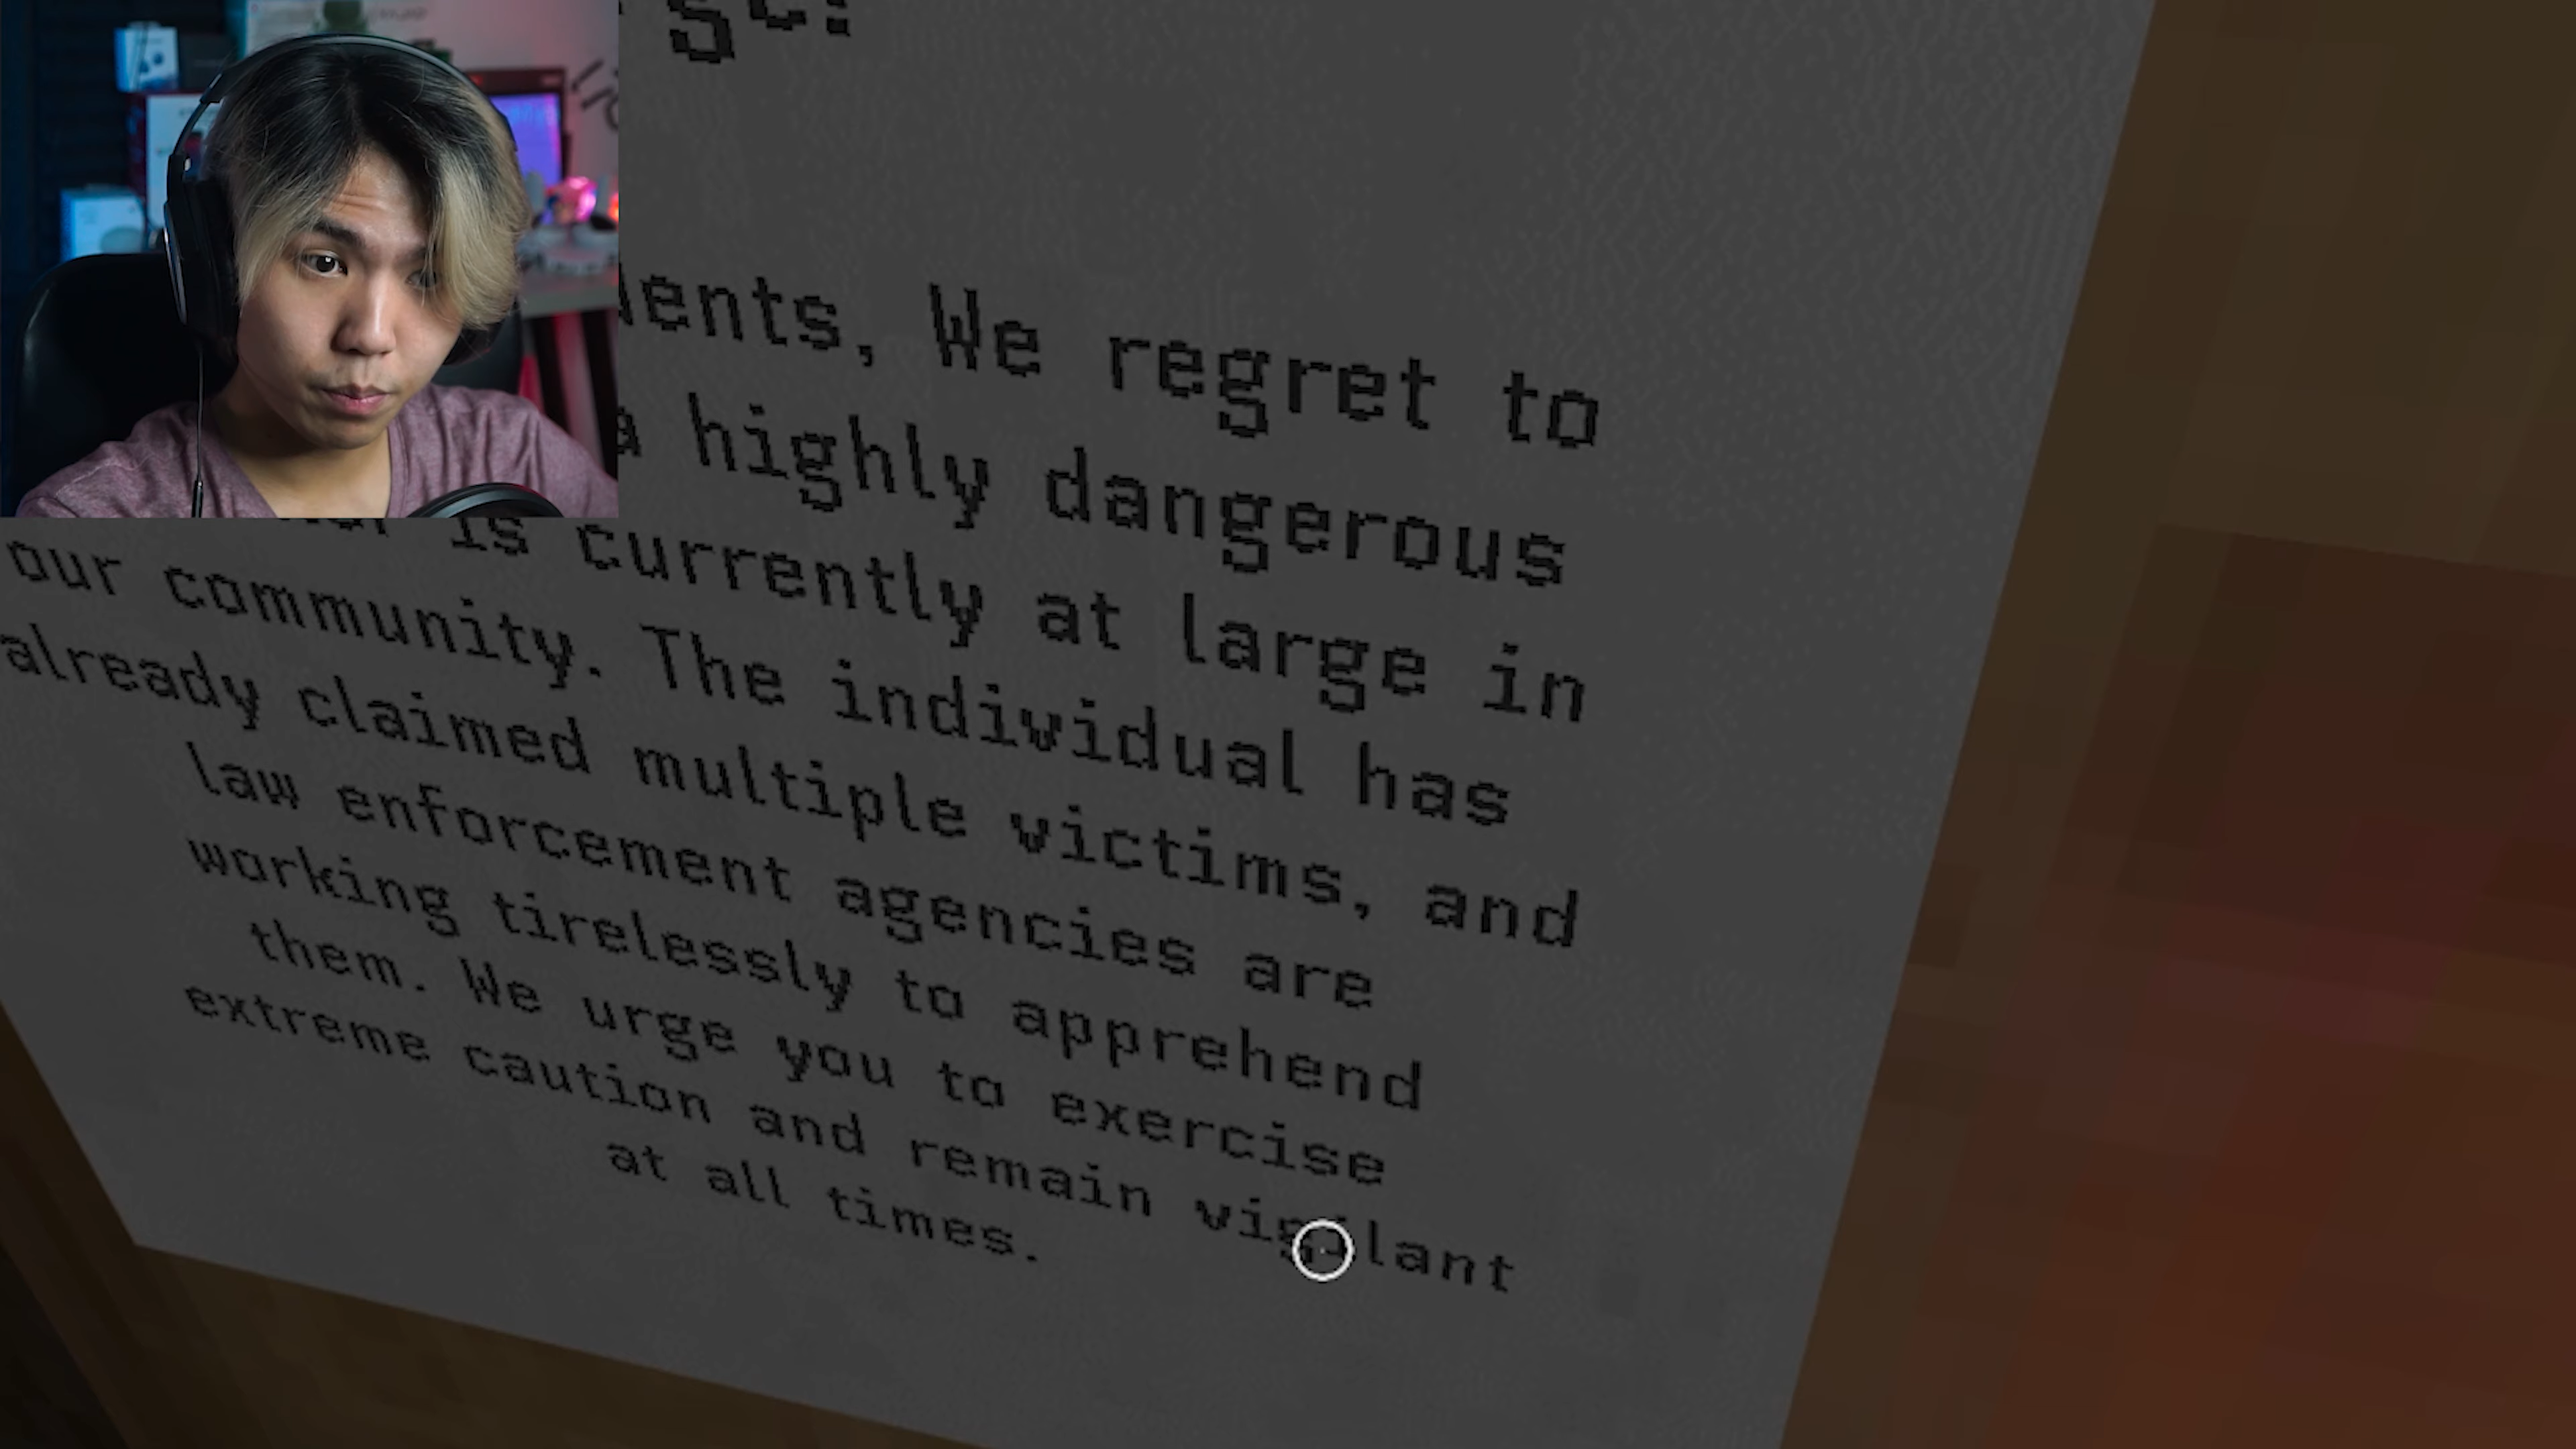 We regret to
a highly dangerous
is currently at large in
our community. The individual has
already claimed multiple victims, and
law enforcement agencies are
working tirelessly to apprehend
them. We urge you to exercise
extreme caution and remain vigilant
at all times.